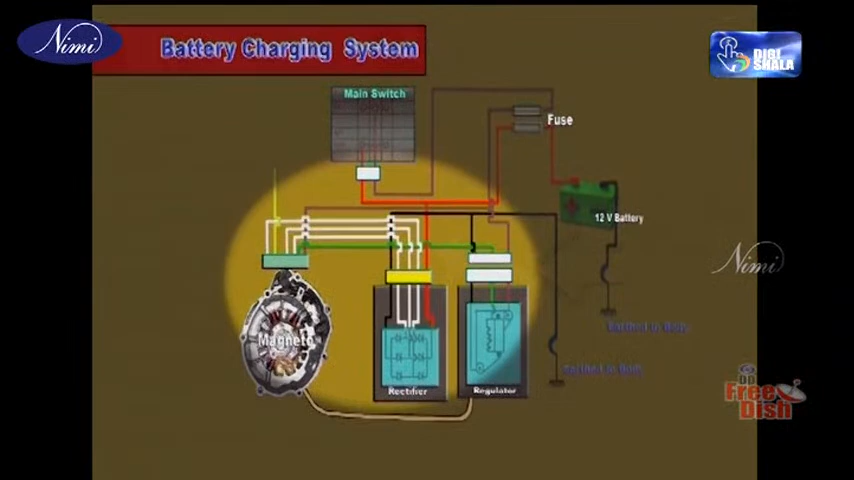 Nimi
Battery Charging System
DIGI
SHALA
Main Switch
Fuse
12 V Battery
Nimi
Earthed to Body
Magneto
Earthed to Body
Rectifier
Regulator
DD
Free
Dish